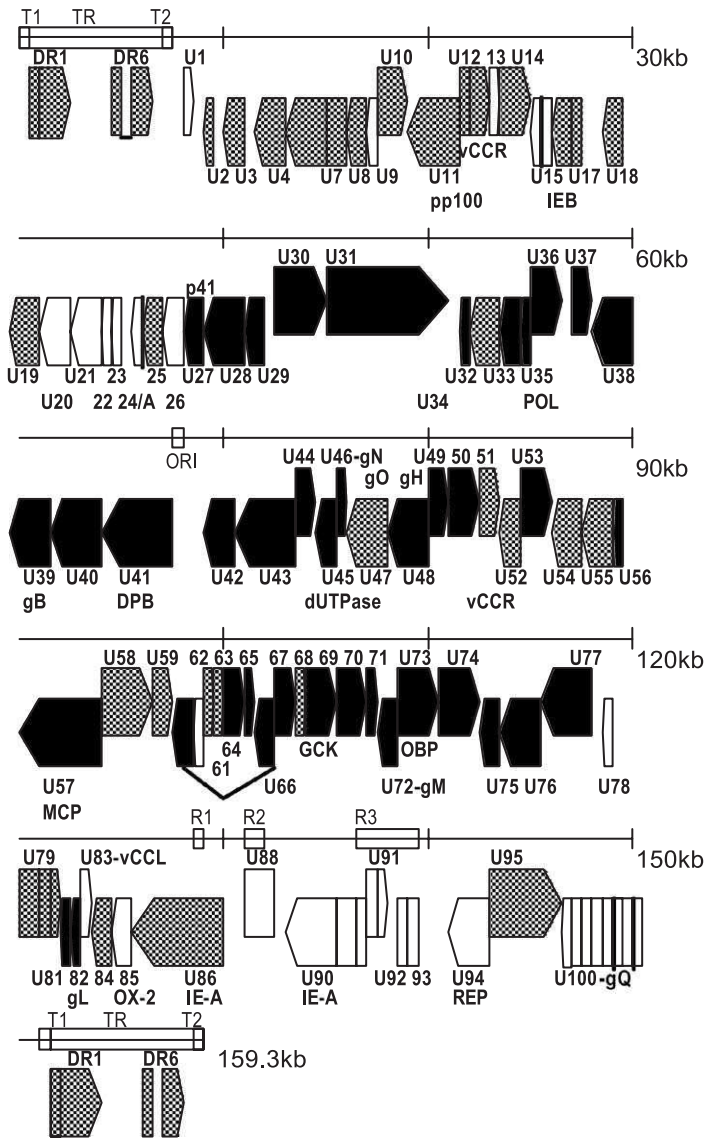 T1 TR T2
DR1 DR6 U1 U10 U12 13 U14 30kb
vCCR
U2 U3 U4 U7 U8 U9 U11 U15 U17 U18
pp100 IEB
U30 U31 U36 U37 60kb
p41
U19 U21 23 25 U27 U28 U29 U32 U33 U35 U38
U20 22 24/A 26 U34 POL
ORI U44 U46-gN U49 50 51 U53 90kb
gO gH
U39 U40 U41 U42 U43 U45 U47 U48 U52 U54 U55 U56
gB DPB dUTPase vCCR
U58 U59 62 63 65 67 68 69 70 71 U73 U74 U77 120kb
64 GCK OBP
U57 61 U66 U72-gM U75 U76 U78
MCP
R1 R2 R3
U79 U83-vCCL U88 U91 U95 150kb
U81 82 84 85 U86 U90 U92 93 U94 U100-gQ
gL OX-2 IE-A IE-A REP
T1 TR T2
DR1 DR6 159.3kb